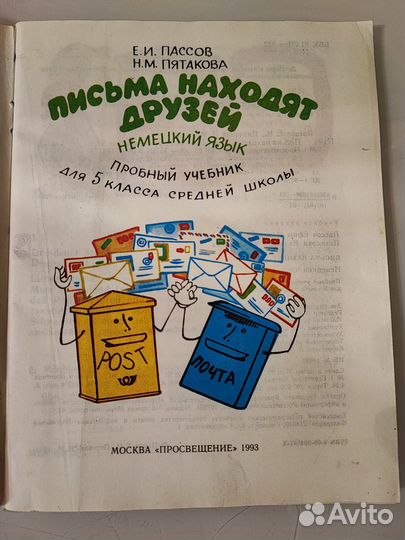 Е.И. ПАССОВ
Н.М. ПЯТАКОВА
ПИСЬМА НАХОДЯТ
ДРУЗЕЙ
НЕМЕЦКИЙ ЯЗЫК
ПРОБНЫЙ УЧЕБНИК
ДЛЯ 5 КЛАССА СРЕДНЕЙ ШКОЛЫ
POST
ПОЧТА
МОСКВА «ПРОСВЕЩЕНИЕ» 1993
Avito